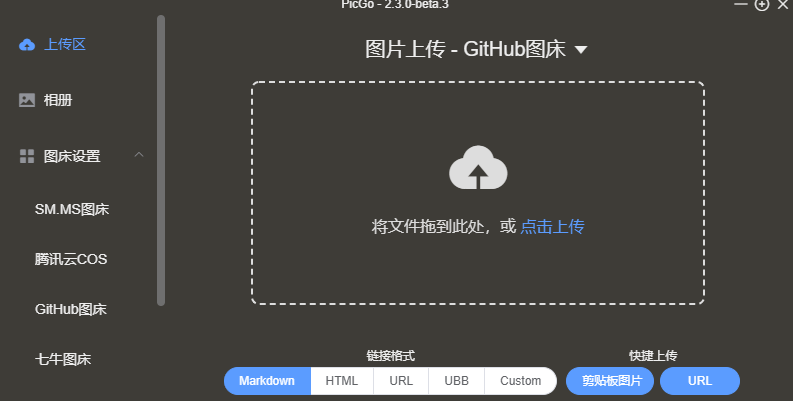 PicGo - 2.3.0-beta.3
上传区
相册
图床设置
SM.MS图床
腾讯云COS
GitHub图床
七牛图床
图片上传 - GitHub图床
将文件拖到此处，或 点击上传
链接格式
Markdown HTML URL UBB Custom
快捷上传
剪贴板图片 URL